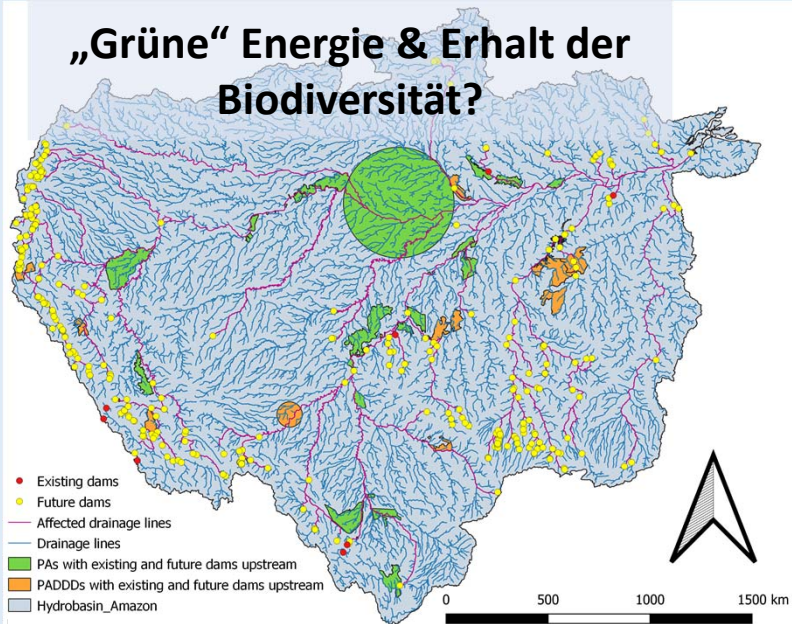 „Grüne“ Energie & Erhalt der
Biodiversität?
Existing dams
Future dams
Affected drainage lines
Drainage lines
PAs with existing and future dams upstream
PADDDs with existing and future dams upstream
Hydrobasin_Amazon
0 500 1000 1500 km